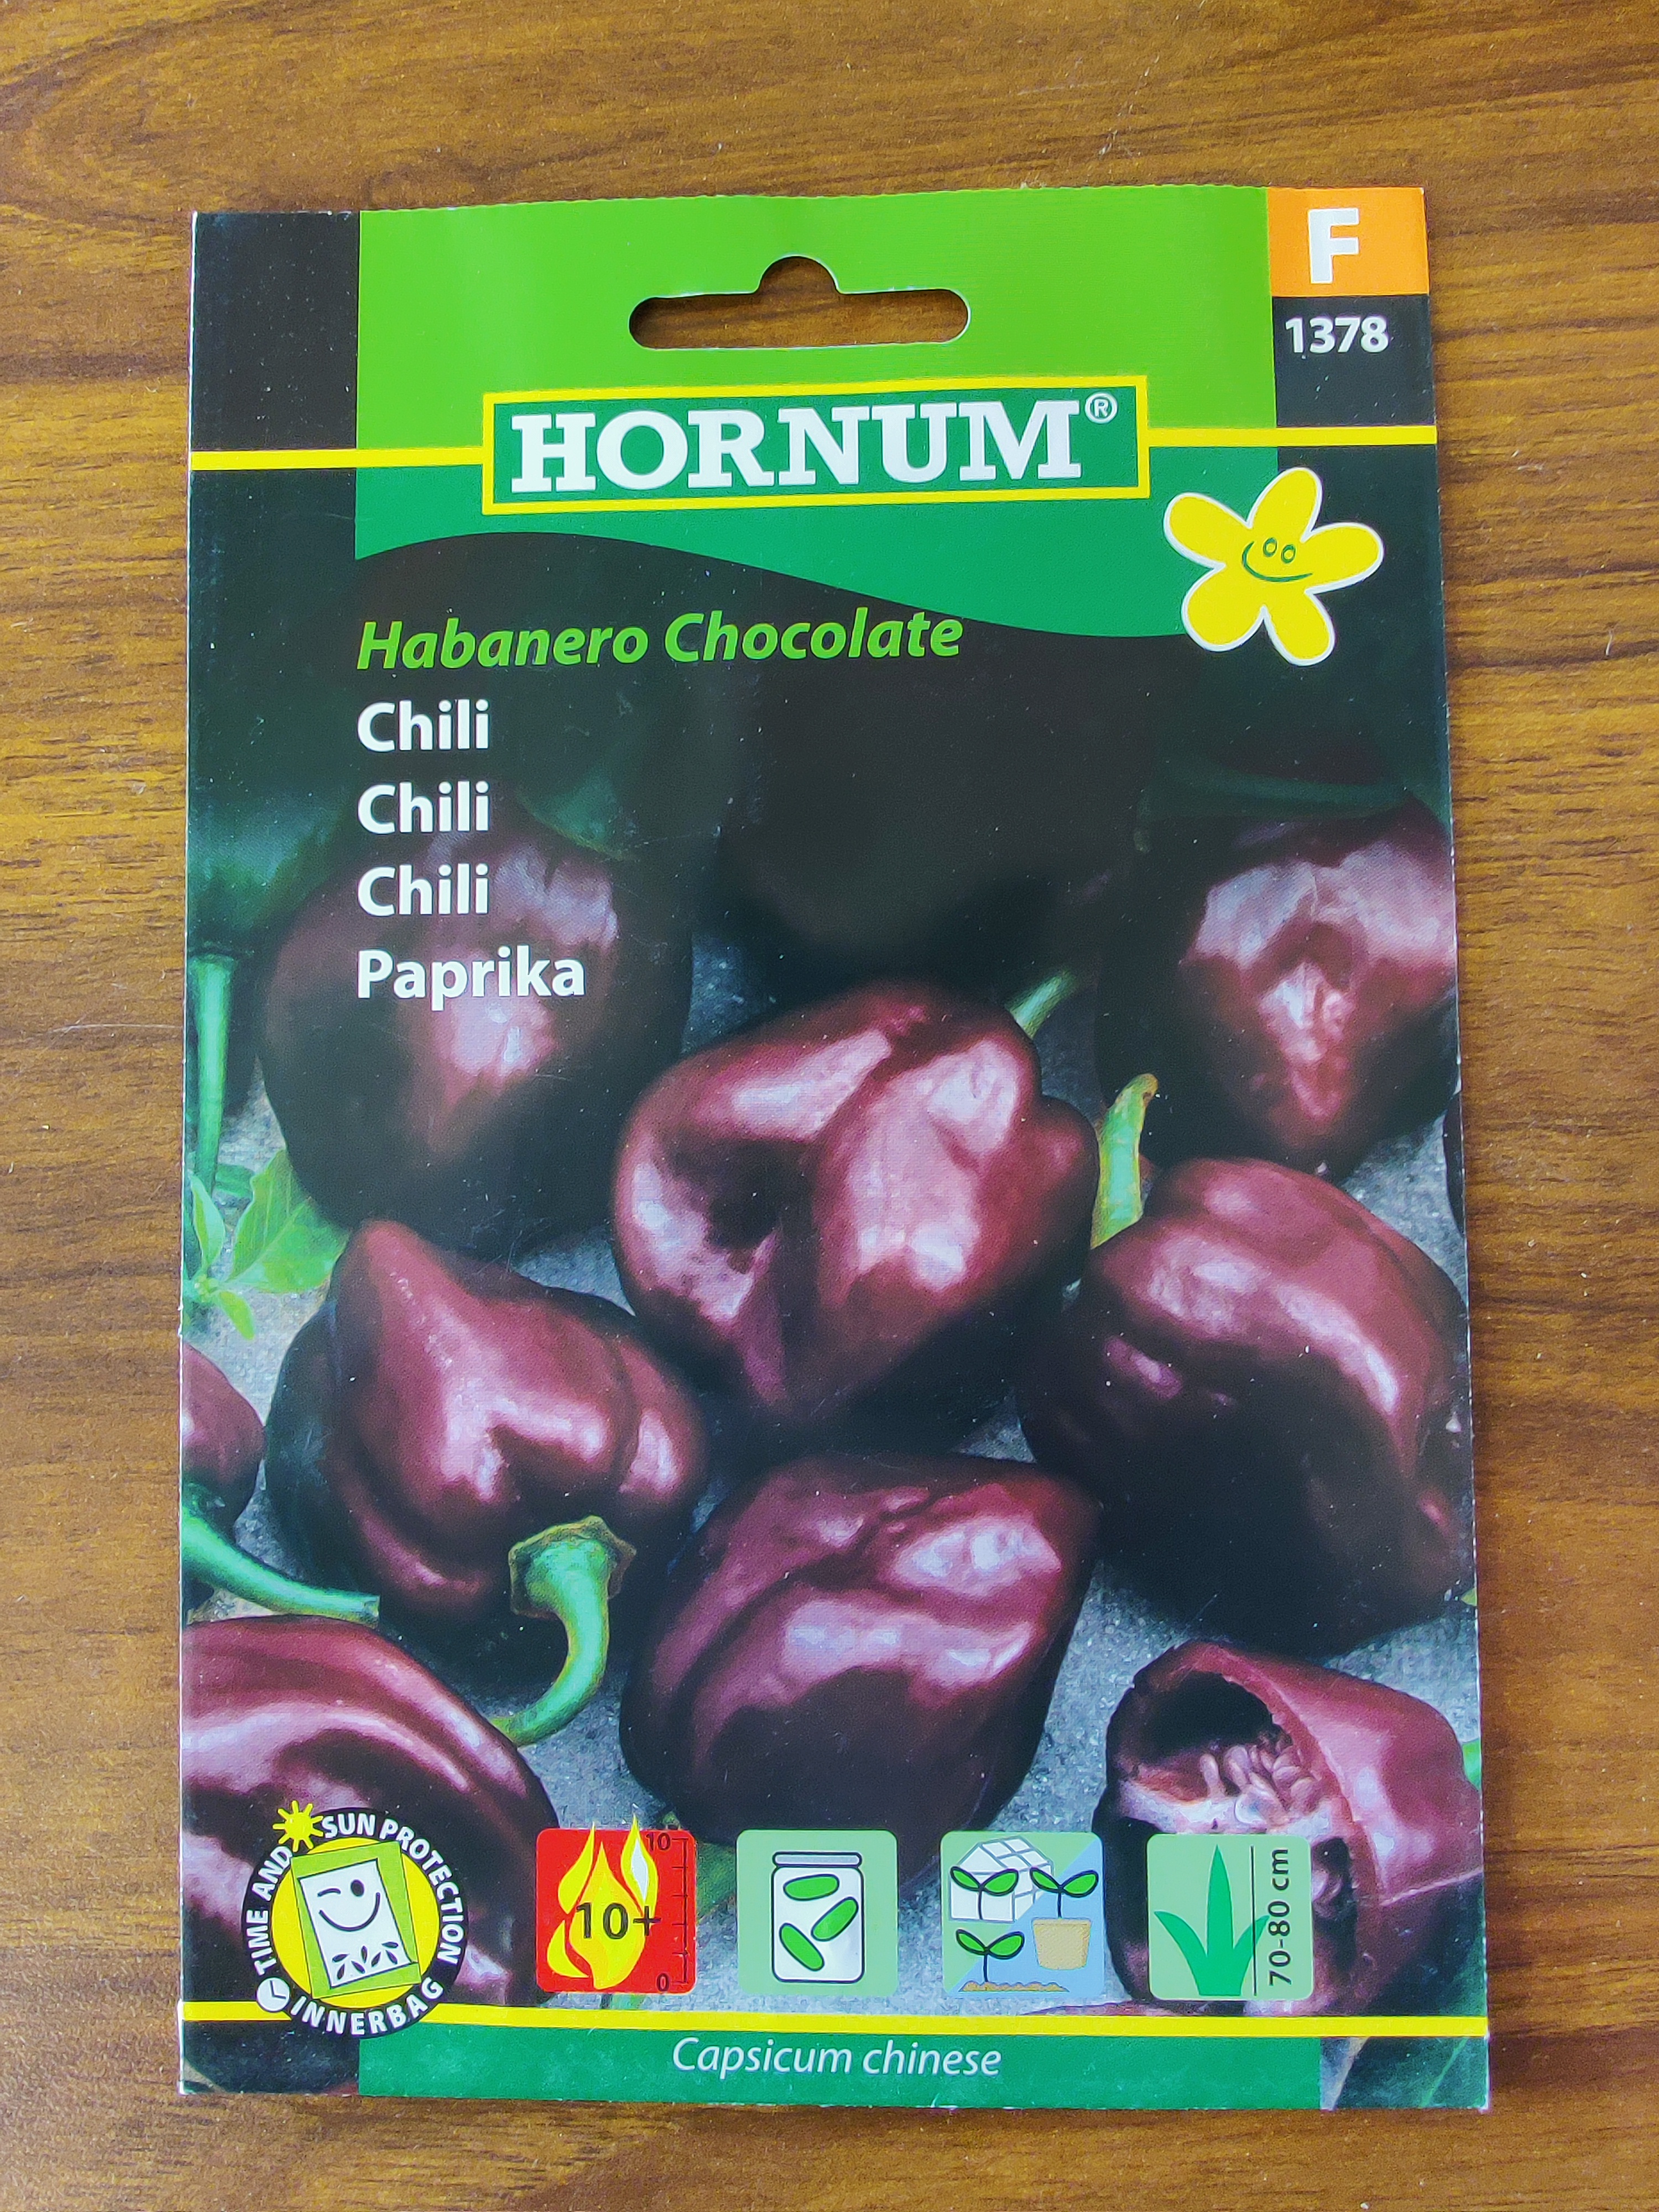 F
1378
HORNUM®
Habanero Chocolate
Chili
Chili
Chili
Paprika
TIME AND SUN PROTECTION
INNERBAG
10
10+
0
70-80 cm
Capsicum chinese